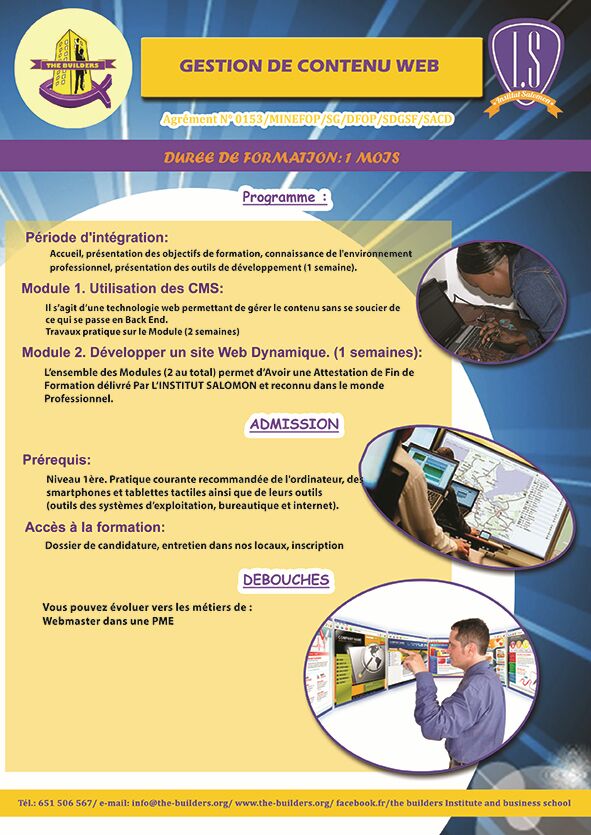 THE BUILDERS
GESTION DE CONTENU WEB
I.S
Institut Salomon
Agrément N° 0153/MINEFOP/SG/DFOP/SDGSF/SACD
DUREE DE FORMATION: 1 MOIS
Programme :
Période d'intégration:
Accueil, présentation des objectifs de formation, connaissance de l'environnement
professionnel, présentation des outils de développement (1 semaine).
Module 1. Utilisation des CMS:
Il s'agit d'une technologie web permettant de gérer le contenu sans se soucier de
ce qui se passe en Back End.
Travaux pratique sur le Module (2 semaines)
Module 2. Développer un site Web Dynamique. (1 semaines):
L'ensemble des Modules (2 au total) permet d'Avoir une Attestation de Fin de
Formation délivré Par L'INSTITUT SALOMON et reconnu dans le monde
Professionnel.
ADMISSION
Prérequis:
Niveau 1ère. Pratique courante recommandée de l'ordinateur, des
smartphones et tablettes tactiles ainsi que de leurs outils
(outils des systèmes d'exploitation, bureautique et internet).
Accès à la formation:
Dossier de candidature, entretien dans nos locaux, inscription
DEBOUCHES
Vous pouvez évoluer vers les métiers de :
Webmaster dans une PME
COMPANY NAME
Tél.: 651 506 567/ e-mail: info@the-builders.org/ www.the-builders.org/ facebook.fr/the builders Institute and business school